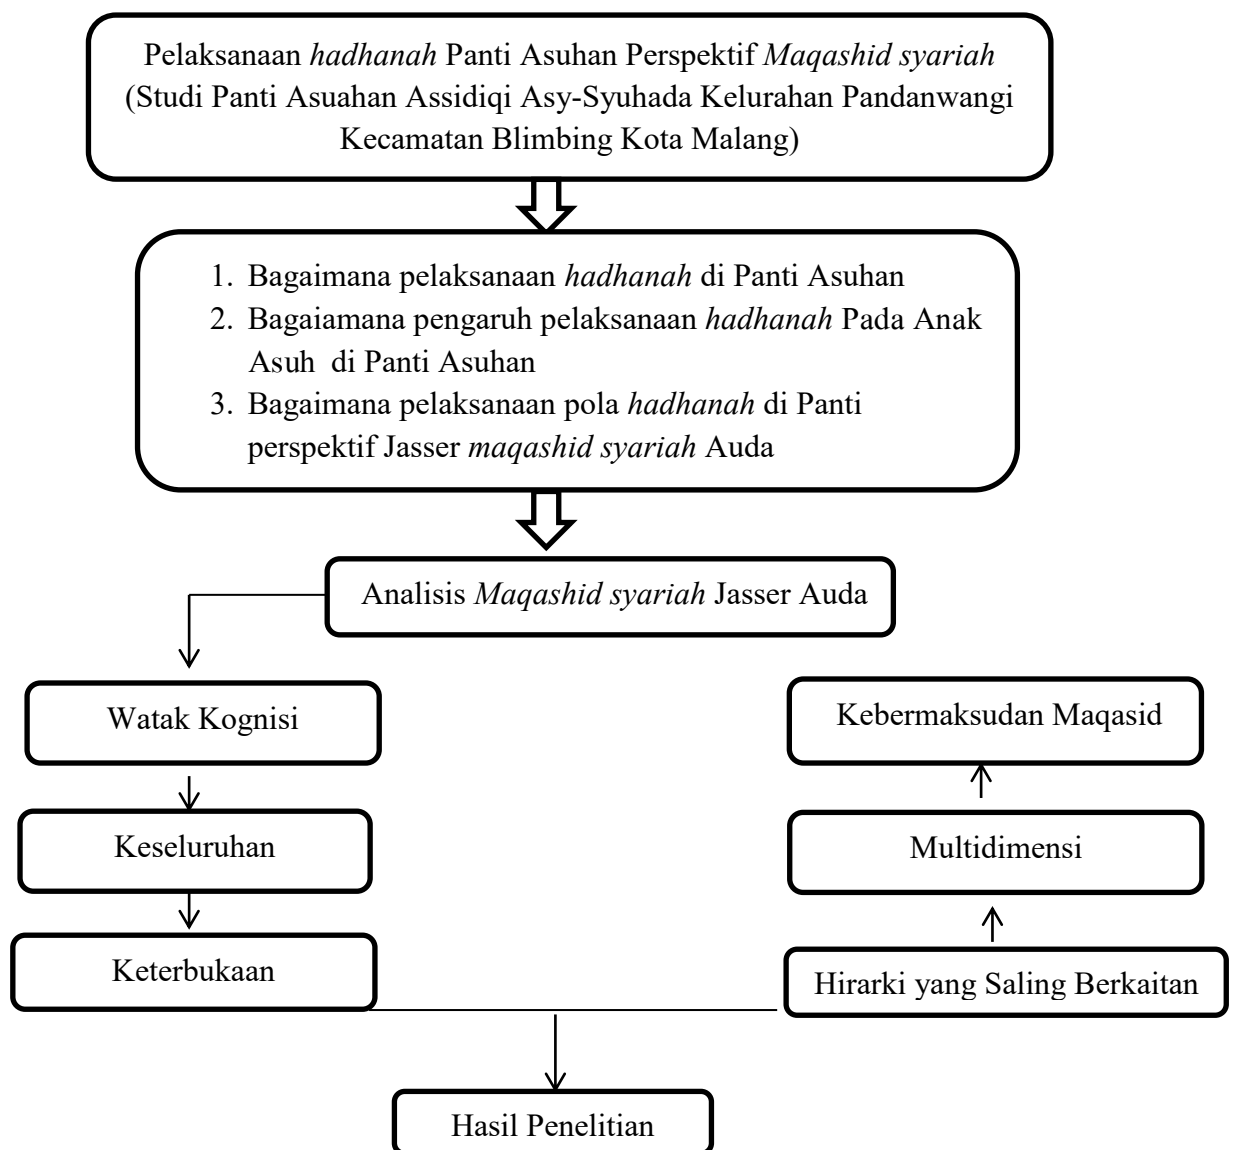 Pelaksanaan hadhanah Panti Asuhan Perspektif Maqashid syariah
(Studi Panti Asuahan Assidiqi Asy-Syuhada Kelurahan Pandanwangi
Kecamatan Blimbing Kota Malang)
1. Bagaimana pelaksanaan hadhanah di Panti Asuhan
2. Bagaiamana pengaruh pelaksanaan hadhanah Pada Anak
Asuh di Panti Asuhan
3. Bagaimana pelaksanaan pola hadhanah di Panti
perspektif Jasser maqashid syariah Auda
Analisis Maqashid syariah Jasser Auda
Watak Kognisi
Keseluruhan
Keterbukaan
Kebermaksudan Maqasid
Multidimensi
Hirarki yang Saling Berkaitan
Hasil Penelitian